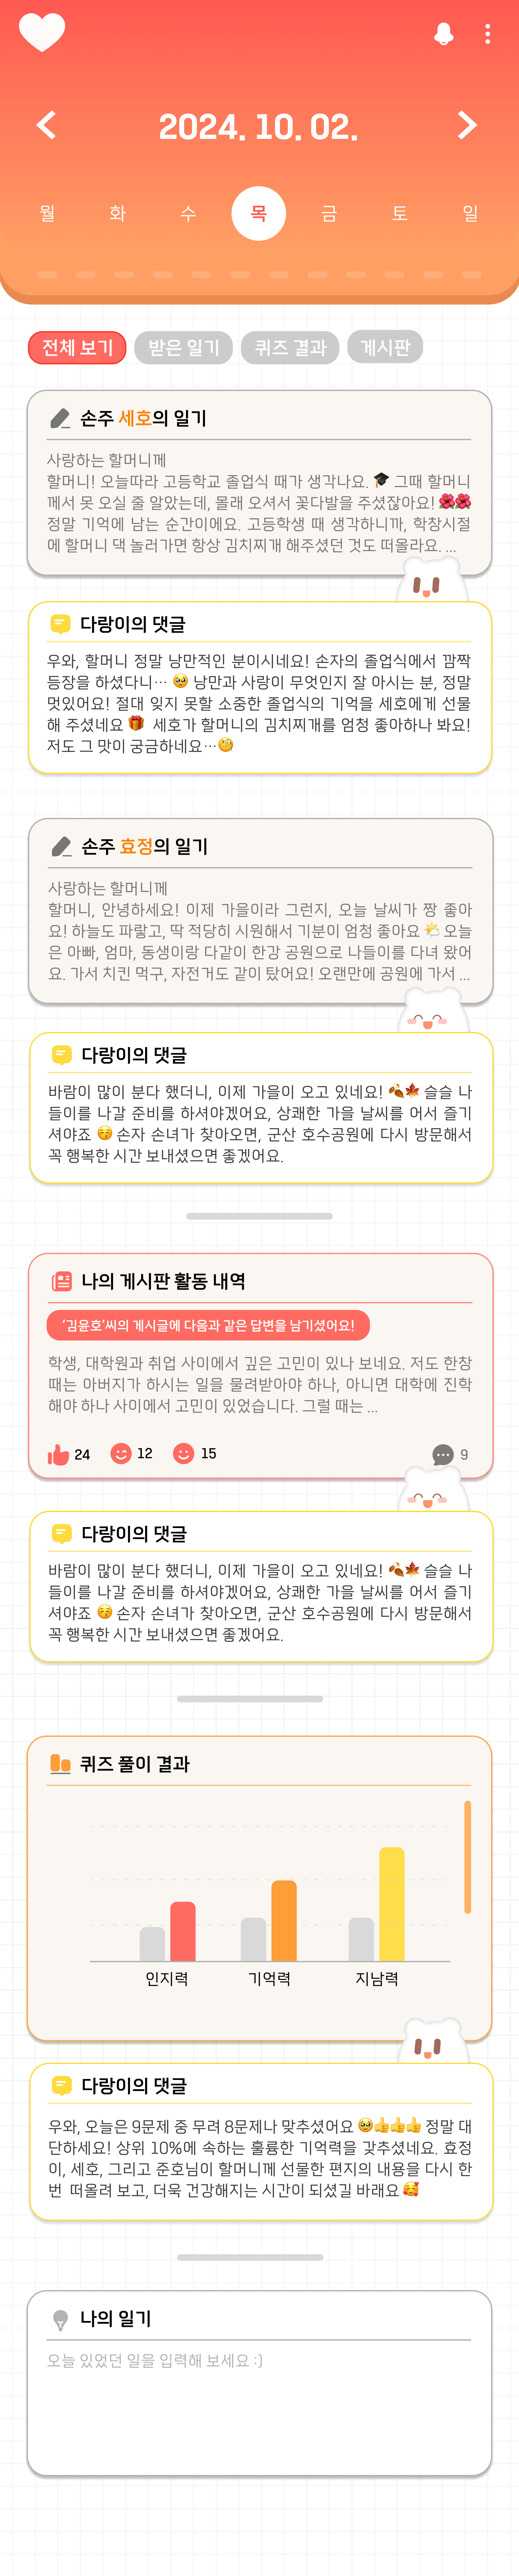 2024. 10. 02.
월 화 수 목 금 토 일
전체 보기 받은 일기 퀴즈 결과 게시판
손주 세호의 일기
사랑하는 할머니께
할머니! 오늘따라 고등학교 졸업식 때가 생각나요. 🎓 그때 할머니
께서 못 오실 줄 알았는데, 몰래 오셔서 꽃다발을 주셨잖아요! 🌺🌺
정말 기억에 남는 순간이에요. 고등학생 때 생각하니까, 학창시절
에 할머니 댁 놀러가면 항상 김치찌개 해주셨던 것도 떠올라요. ...
다랑이의 댓글
우와, 할머니 정말 낭만적인 분이시네요! 손자의 졸업식에서 깜짝
등장을 하셨다니… 🥹 낭만과 사랑이 무엇인지 잘 아시는 분, 정말
멋있어요! 절대 잊지 못할 소중한 졸업식의 기억을 세호에게 선물
해 주셨네요 🎁 세호가 할머니의 김치찌개를 엄청 좋아하나 봐요!
저도 그 맛이 궁금하네요…🧐
손주 효정의 일기
사랑하는 할머니께
할머니, 안녕하세요! 이제 가을이라 그런지, 오늘 날씨가 짱 좋아
요! 하늘도 파랗고, 딱 적당히 시원해서 기분이 엄청 좋아요 🌤️ 오늘
은 아빠, 엄마, 동생이랑 다같이 한강 공원으로 나들이를 다녀 왔어
요. 가서 치킨 먹구, 자전거도 같이 탔어요! 오랜만에 공원에 가서 ...
다랑이의 댓글
바람이 많이 분다 했더니, 이제 가을이 오고 있네요! 🍂🍁 슬슬 나
들이를 나갈 준비를 하셔야겠어요, 상쾌한 가을 날씨를 어서 즐기
셔야죠 😚 손자 손녀가 찾아오면, 군산 호수공원에 다시 방문해서
꼭 행복한 시간 보내셨으면 좋겠어요.
나의 게시판 활동 내역
'김윤호'씨의 게시글에 다음과 같은 답변을 남기셨어요!
학생, 대학원과 취업 사이에서 깊은 고민이 있나 보네요. 저도 한창
때는 아버지가 하시는 일을 물려받아야 하나, 아니면 대학에 진학
해야 하나 사이에서 고민이 있었습니다. 그럴 때는 ...
24 12 15 9
다랑이의 댓글
바람이 많이 분다 했더니, 이제 가을이 오고 있네요! 🍂🍁 슬슬 나
들이를 나갈 준비를 하셔야겠어요, 상쾌한 가을 날씨를 어서 즐기
셔야죠 😚 손자 손녀가 찾아오면, 군산 호수공원에 다시 방문해서
꼭 행복한 시간 보내셨으면 좋겠어요.
퀴즈 풀이 결과
인지력 기억력 지남력
다랑이의 댓글
우와, 오늘은 9문제 중 무려 8문제나 맞추셨어요 🥹👍👍👍 정말 대
단하세요! 상위 10%에 속하는 훌륭한 기억력을 갖추셨네요. 효정
이, 세호, 그리고 준호님이 할머니께 선물한 편지의 내용을 다시 한
번 떠올려 보고, 더욱 건강해지는 시간이 되셨길 바래요 🥰
나의 일기
오늘 있었던 일을 입력해 보세요 :)